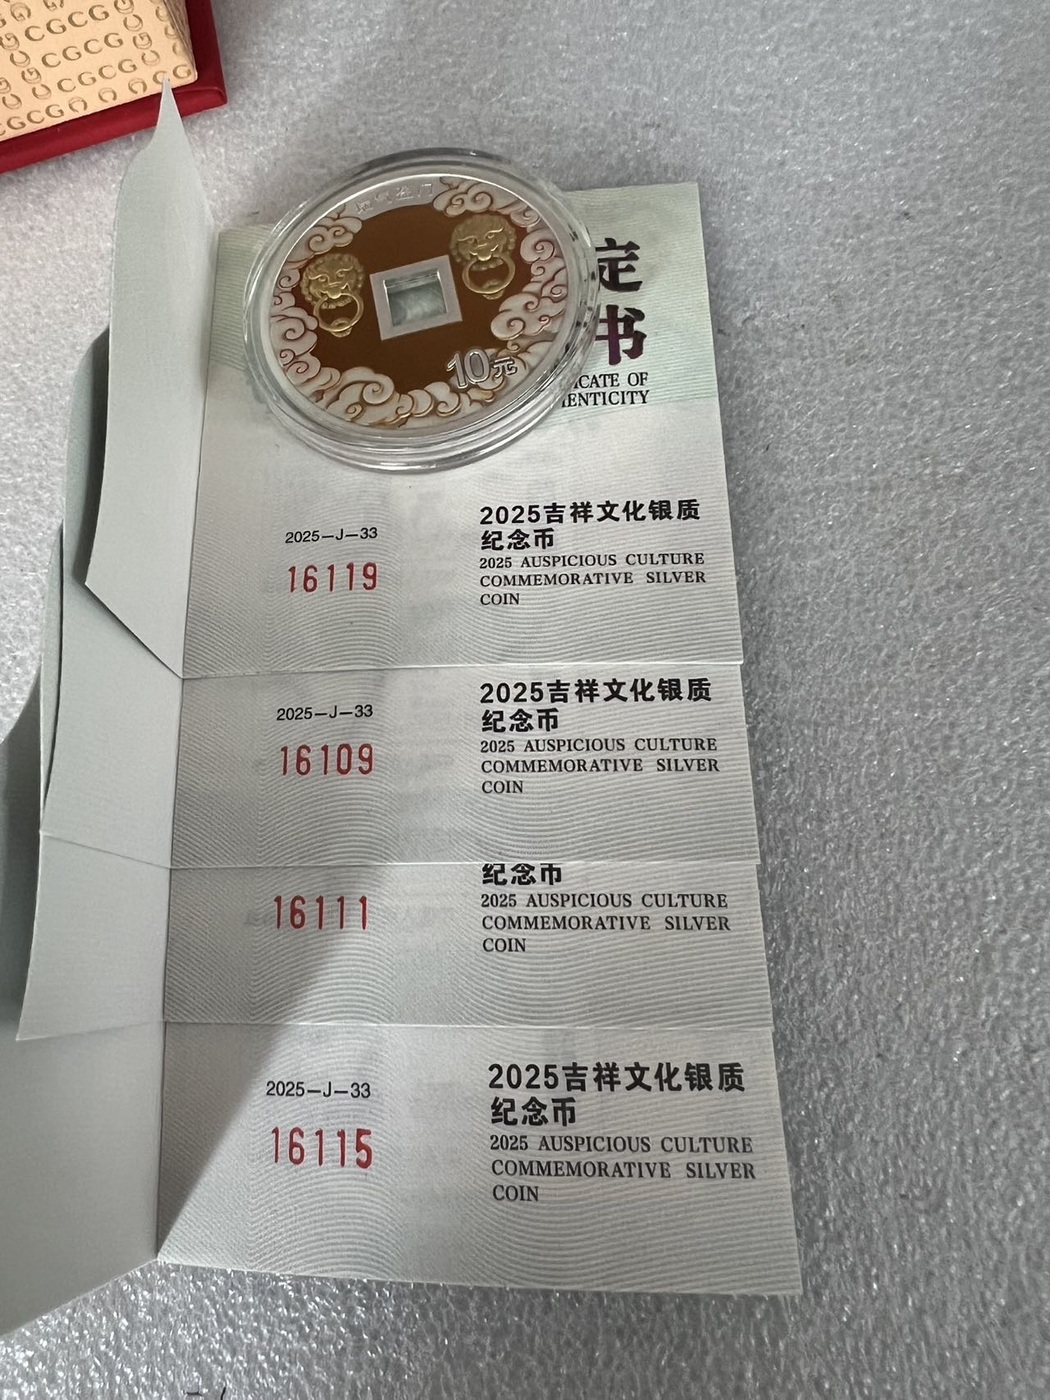 CGCG
CGCG
CGCG
CGCG
10元
定
书
ICATE OF
ENTICITY
2025—J—33
16119
2025吉祥文化银质
纪念币
2025 AUSPICIOUS CULTURE
COMMEMORATIVE SILVER
COIN
2025—J—33
16109
2025吉祥文化银质
纪念币
2025 AUSPICIOUS CULTURE
COMMEMORATIVE SILVER
COIN
16111
纪念币
2025 AUSPICIOUS CULTURE
COMMEMORATIVE SILVER
COIN
2025—J—33
16115
2025吉祥文化银质
纪念币
2025 AUSPICIOUS CULTURE
COMMEMORATIVE SILVER
COIN